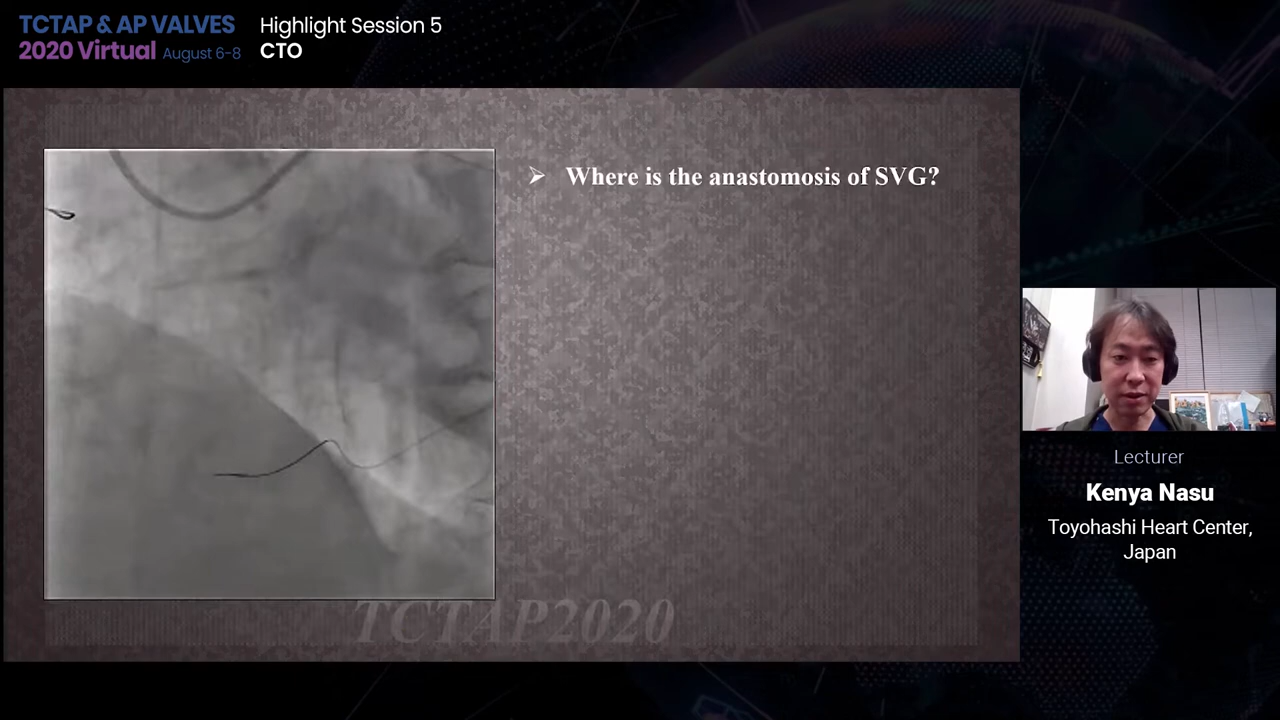 TCTAP & AP VALVES
2020 Virtual August 6-8
Highlight Session 5
CTO
Where is the anastomosis of SVG?
TCTAP2020
Lecturer
Kenya Nasu
Toyohashi Heart Center,
Japan